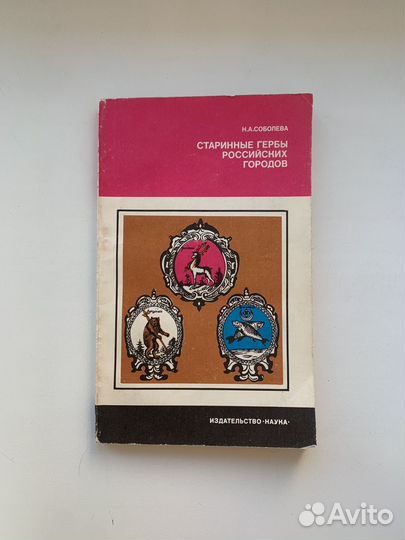 Н.А.СОБОЛЕВА
СТАРИННЫЕ ГЕРБЫ
РОССИЙСКИХ
ГОРОДОВ
ИЗДАТЕЛЬСТВО «НАУКА»
Avito